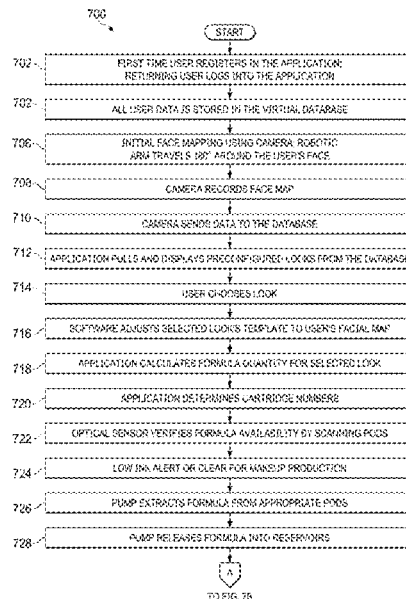 700
START
702
FIRST TIME USER REGISTERS IN THE APPLICATION;
RETURNING USER LOGS INTO THE APPLICATION
702
ALL USER DATA IS STORED IN THE VIRTUAL DATABASE
706
INITIAL FACE MAPPING USING CAMERA; ROBOTIC
ARM TRAVELS 180° AROUND THE USER'S FACE
708
CAMERA RECORDS FACE MAP
710
CAMERA SENDS DATA TO THE DATABASE
712
APPLICATION PULLS AND DISPLAYS PRECONFIGURED LOOKS FROM THE DATABASE
714
USER CHOOSES LOOK
716
SOFTWARE ADJUSTS SELECTED LOOKS TEMPLATE TO USER'S FACIAL MAP
718
APPLICATION CALCULATES FORMULA QUANTITY FOR SELECTED LOOK
720
APPLICATION DETERMINES CARTRIDGE NUMBERS
722
OPTICAL SENSOR VERIFIES FORMULA AVAILABILITY BY SCANNING PODS
724
LOW INK ALERT OR CLEAR FOR MAKEUP PRODUCTION
726
PUMP EXTRACTS FORMULA FROM APPROPRIATE PODS
728
PUMP RELEASES FORMULA INTO RESERVOIRS
A
TO FIG. 7B